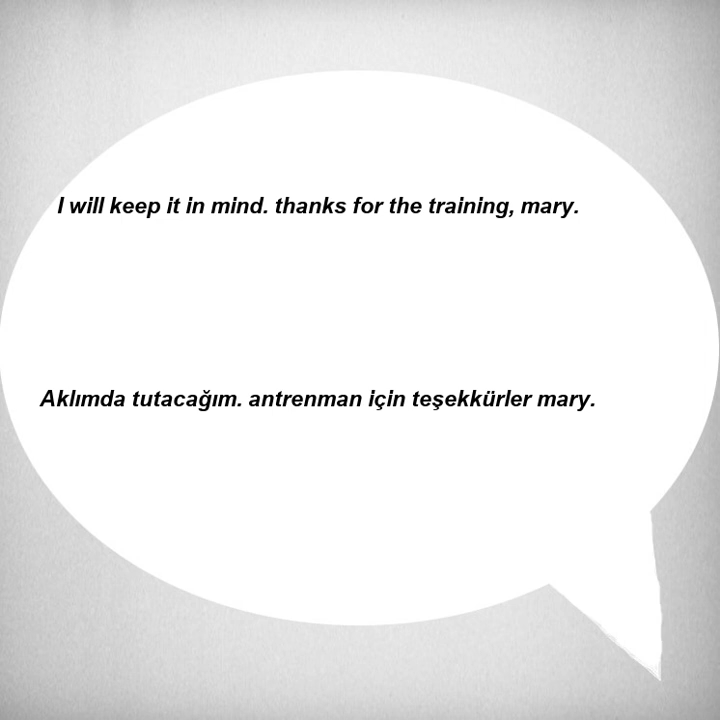 I will keep it in mind. thanks for the training, mary.
Aklımda tutacağım. antrenman için teşekkürler mary.